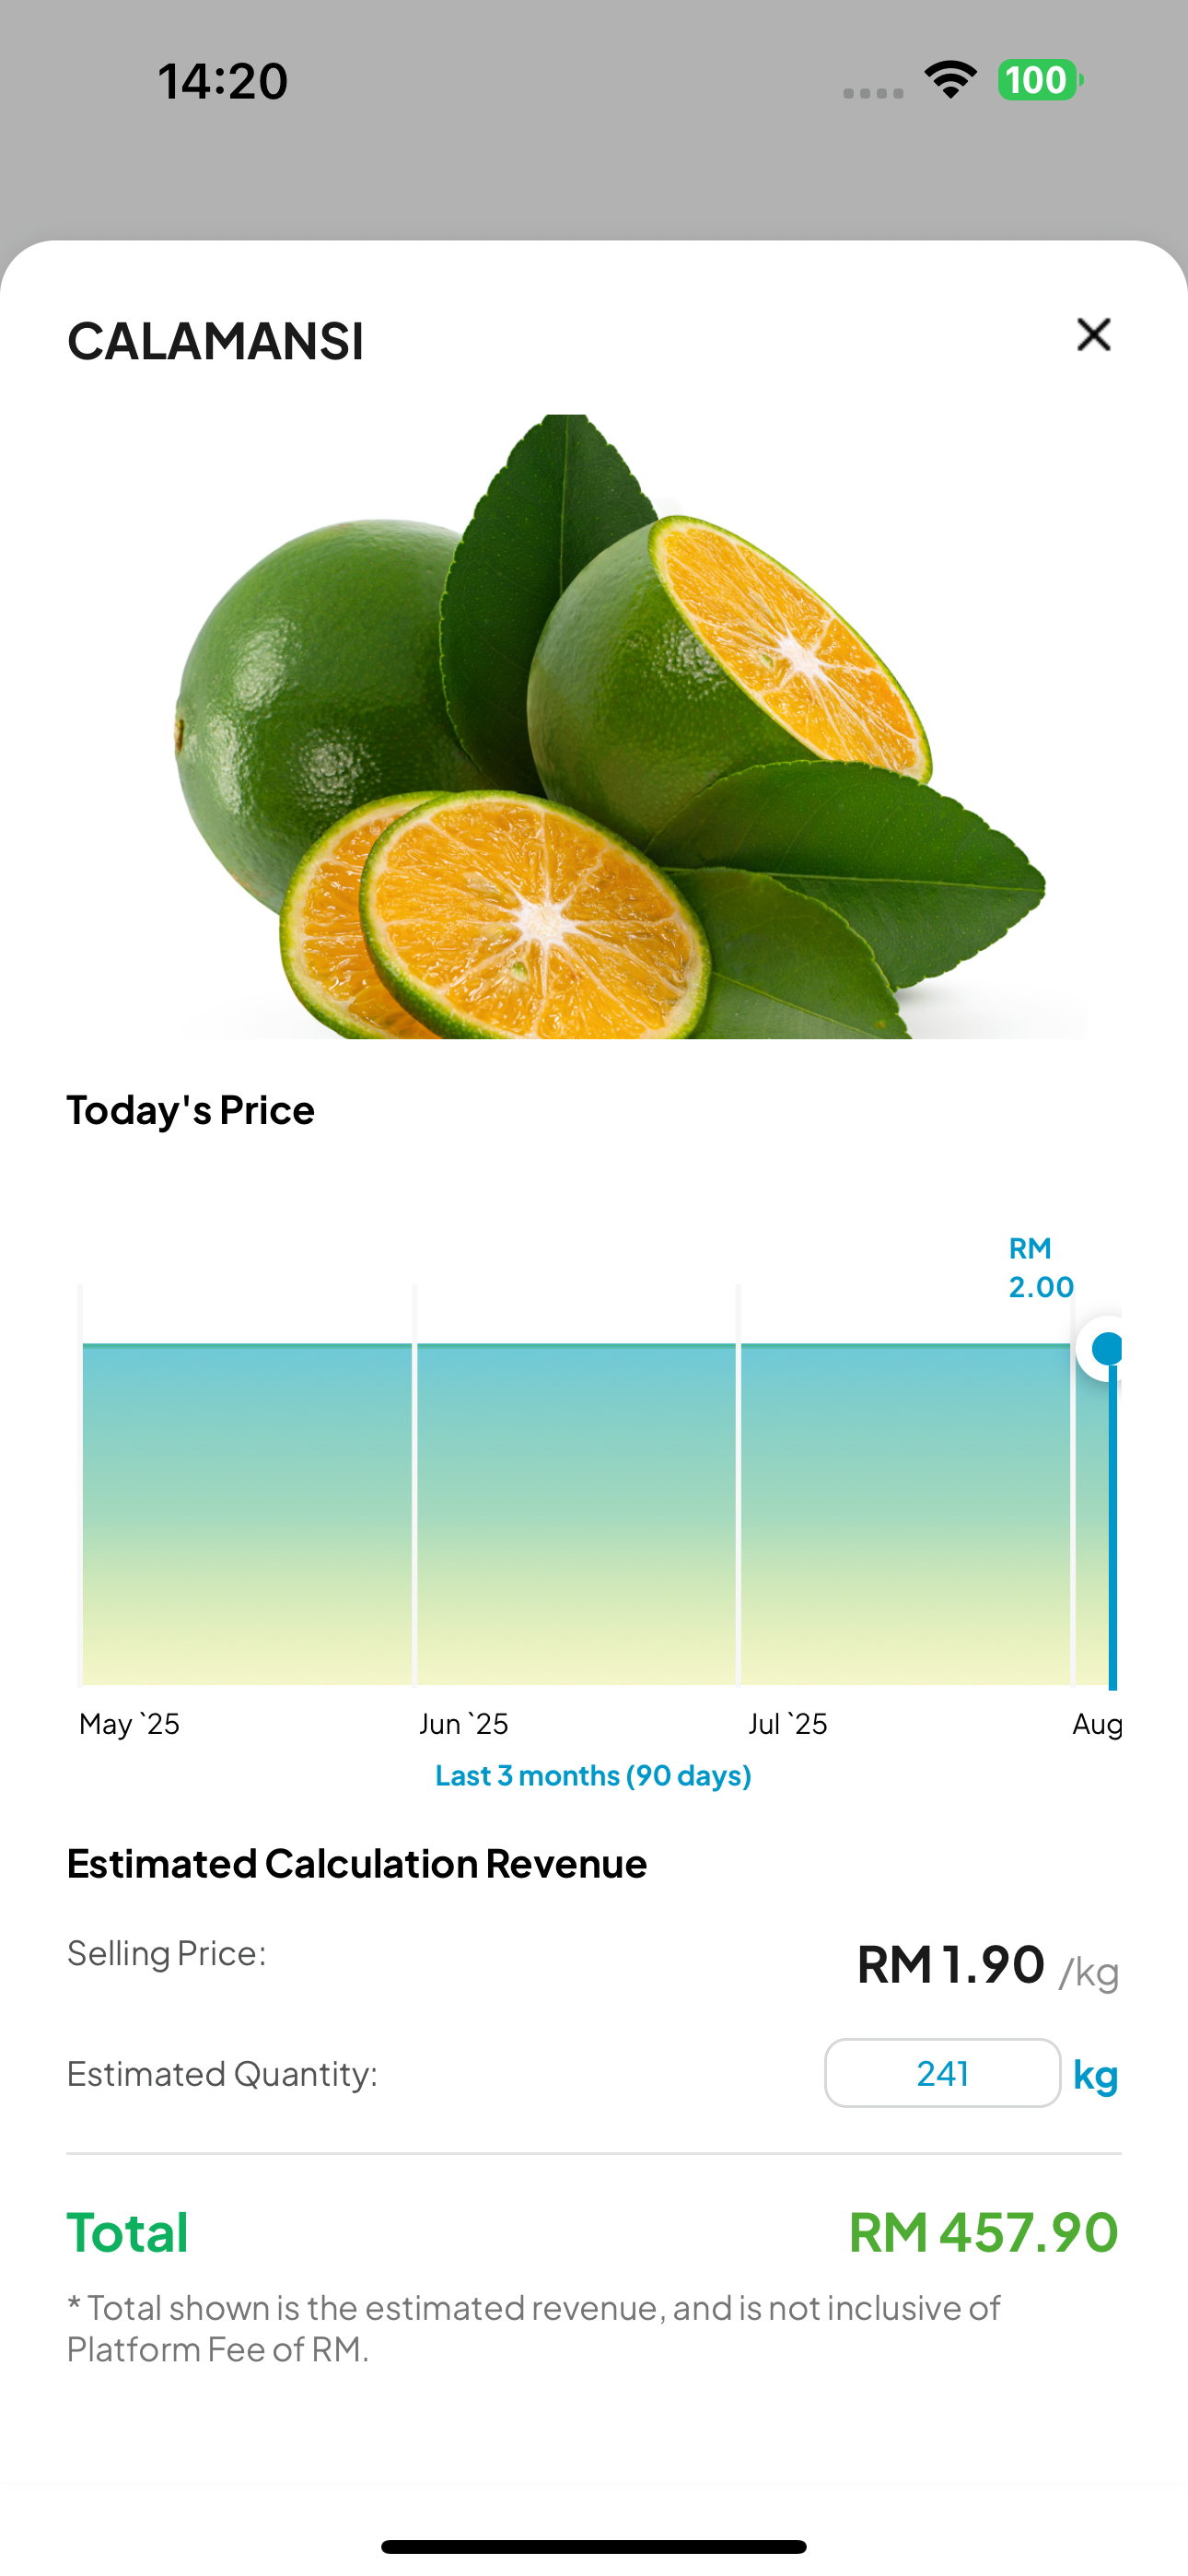 14:20
100
CALAMANSI
Today's Price
RM
2.00
May `25
Jun `25
Jul `25
Aug
Last 3 months (90 days)
Estimated Calculation Revenue
Selling Price:
RM 1.90 /kg
Estimated Quantity:
241 kg
Total
RM 457.90
* Total shown is the estimated revenue, and is not inclusive of
Platform Fee of RM.